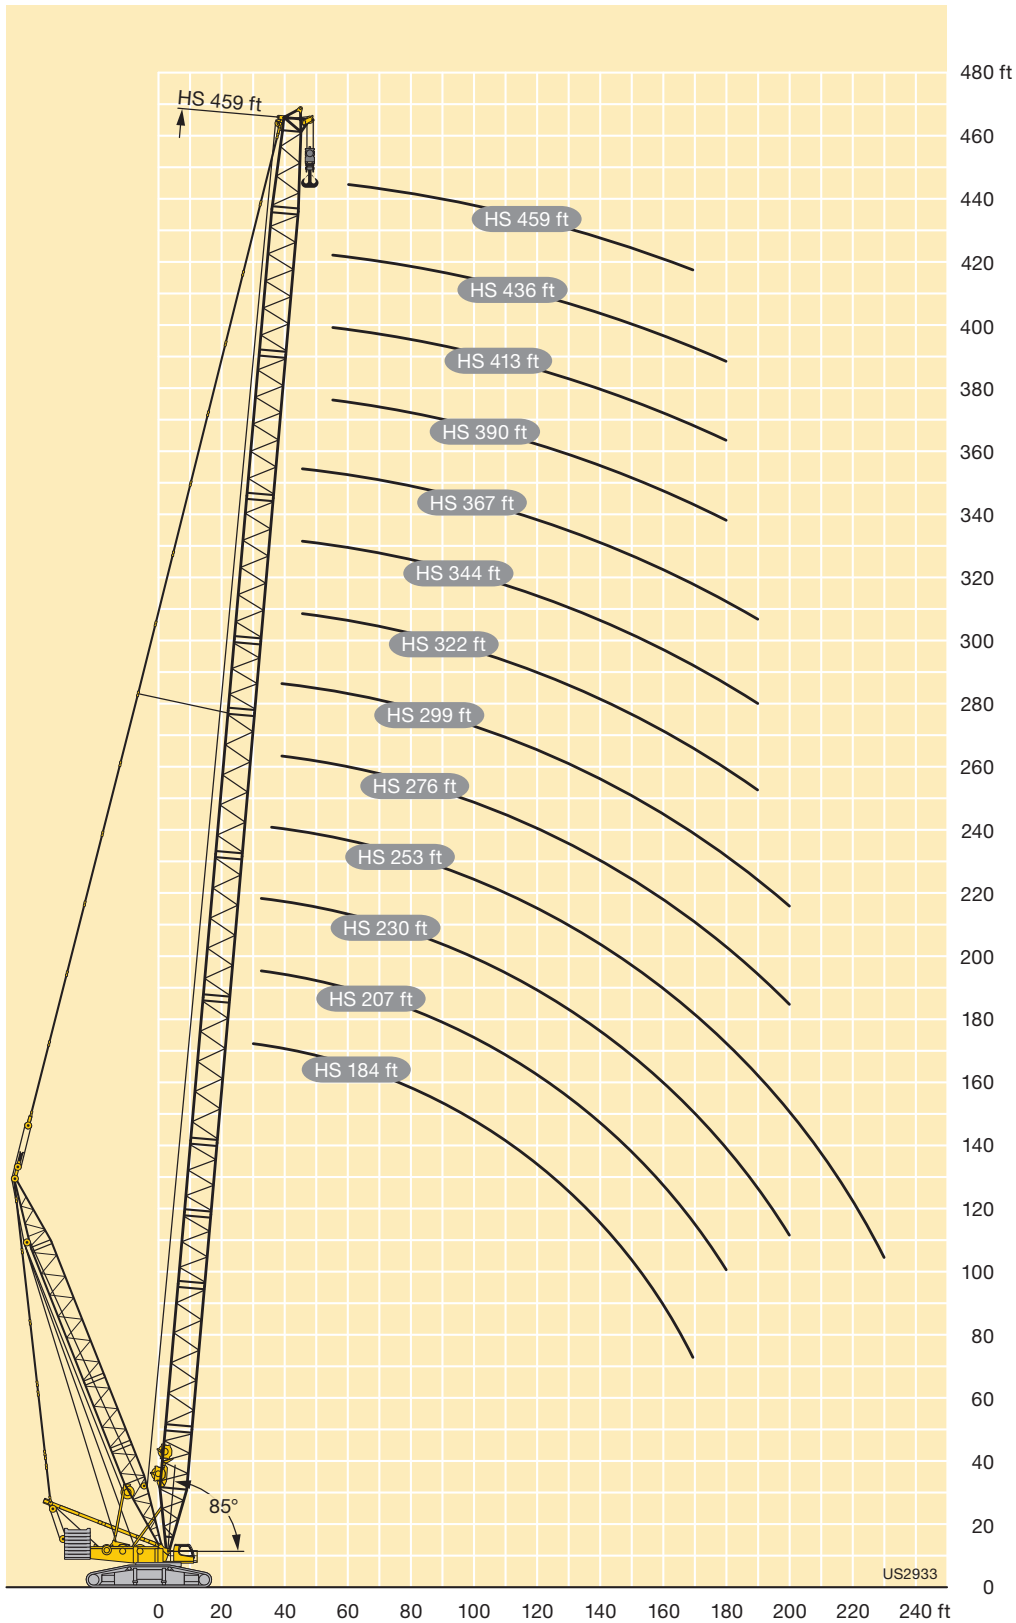 480 ft
HS 459 ft
460
440
HS 459 ft
420
HS 436 ft
400
HS 413 ft
380
HS 390 ft
360
HS 367 ft
340
HS 344 ft
320
300
HS 322 ft
280
HS 299 ft
260
HS 276 ft
240
HS 253 ft
220
HS 230 ft
200
HS 207 ft
180
HS 184 ft
160
140
120
100
80
60
40
85°
20
US2933
0
0 20 40 60 80 100 120 140 160 180 200 220 240 ft